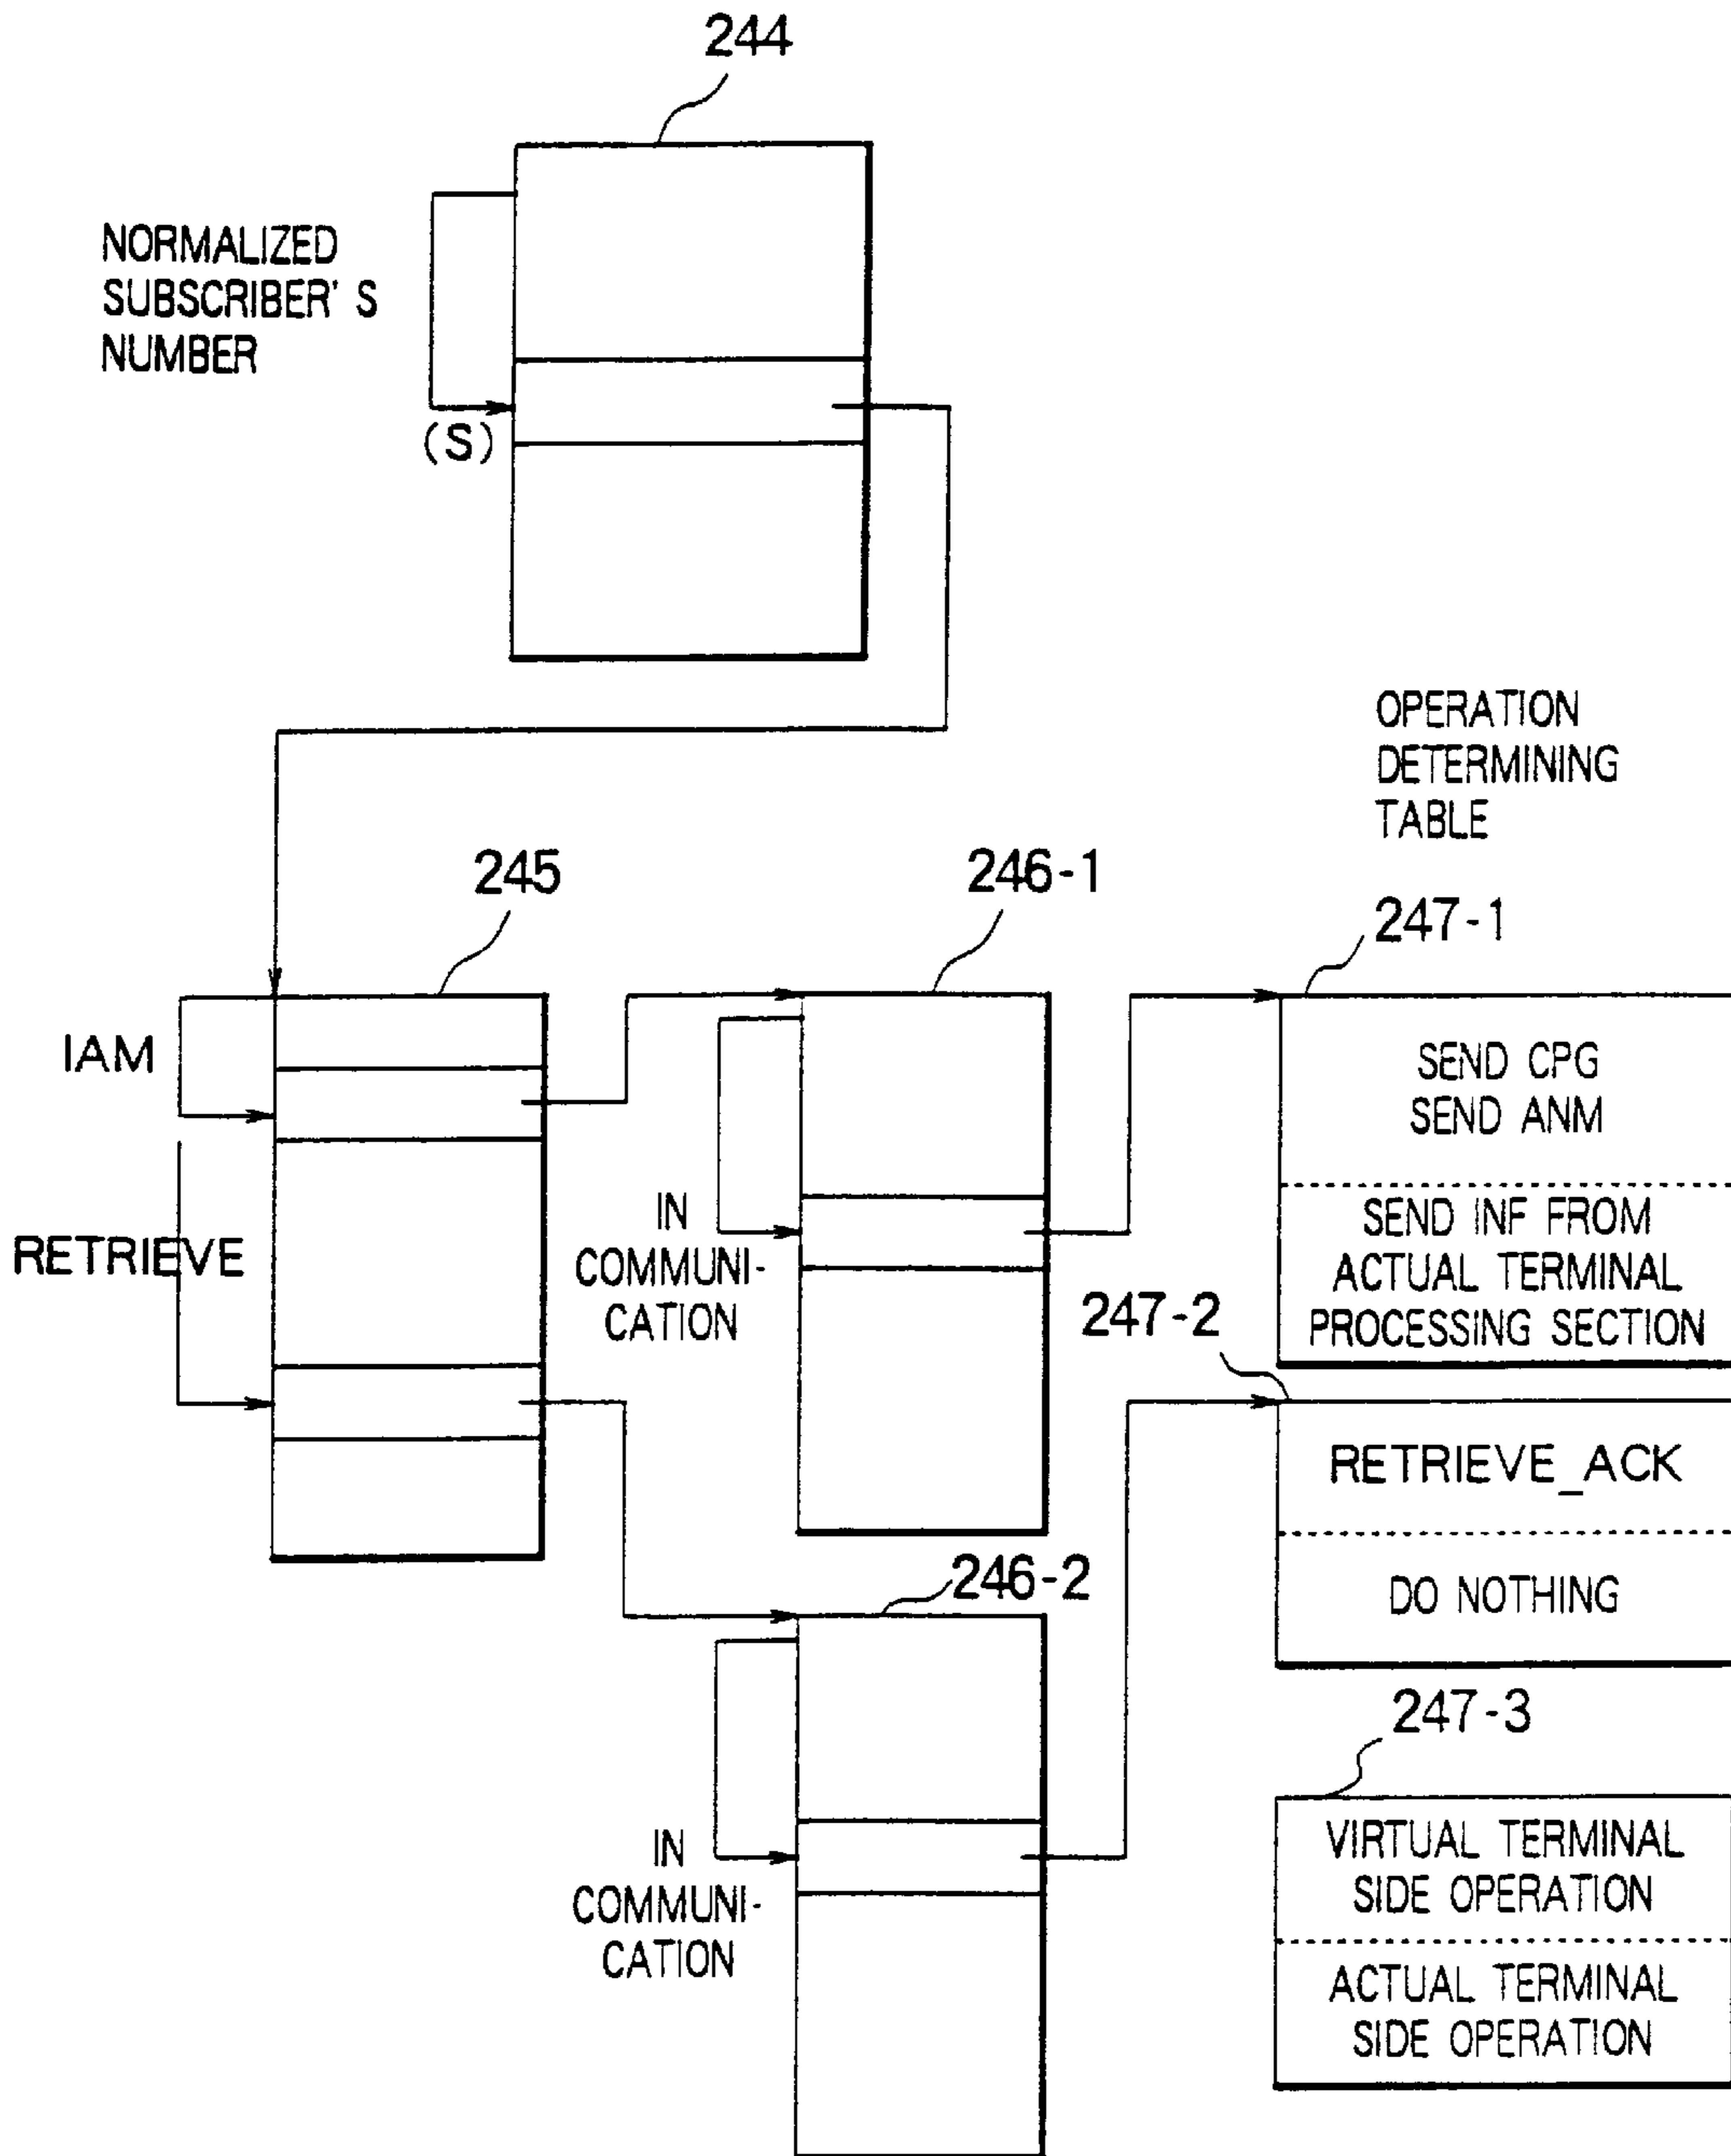 244
NORMALIZED
SUBSCRIBER' S
NUMBER
(S)
OPERATION
DETERMINING
TABLE
245
246-1
247-1
IAM
RETRIEVE
IN
COMMUNI-
CATION
SEND CPG
SEND ANM
SEND INF FROM
ACTUAL TERMINAL
PROCESSING SECTION
247-2
RETRIEVE_ACK
DO NOTHING
246-2
IN
COMMUNI-
CATION
247-3
VIRTUAL TERMINAL
SIDE OPERATION
ACTUAL TERMINAL
SIDE OPERATION